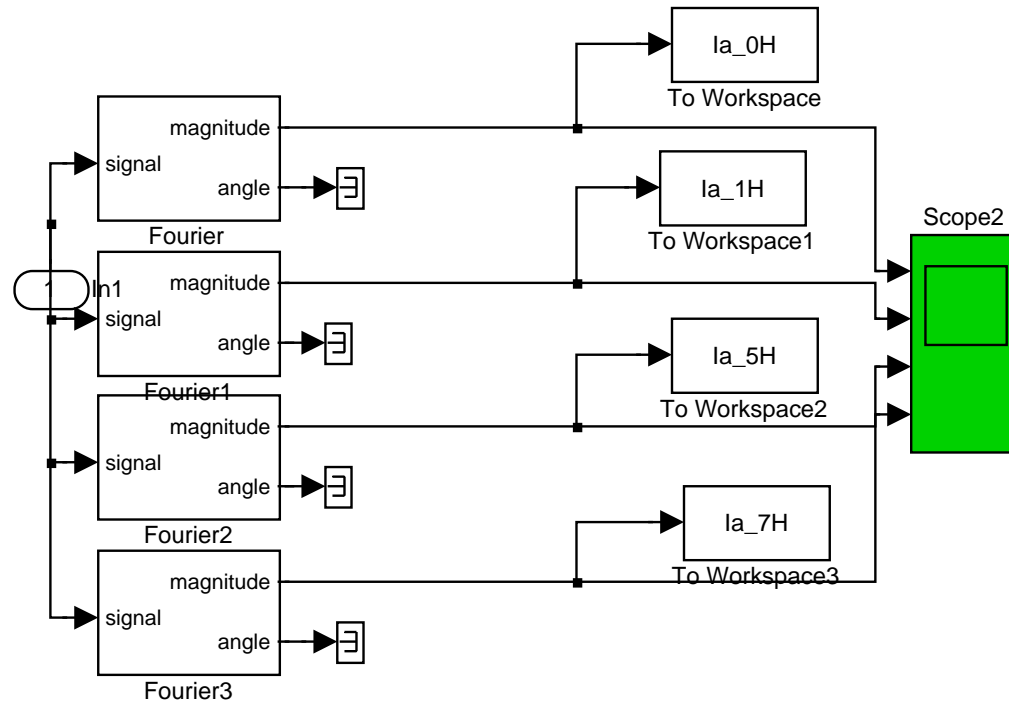 Ia_0H
To Workspace
magnitude
signal
angle
Fourier
Ia_1H
To Workspace1
Scope2
1
In1
magnitude
signal
angle
Fourier1
Ia_5H
To Workspace2
magnitude
signal
angle
Fourier2
Ia_7H
To Workspace3
magnitude
signal
angle
Fourier3